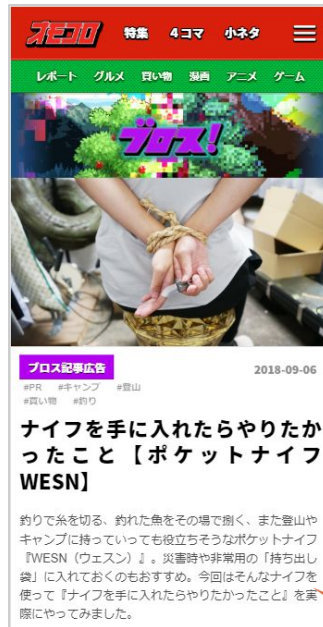 オモコロ 特集 4コマ 小ネタ
レポート グルメ 買い物 漫画 アニメ ゲーム
ブロス!
ブロス記事広告 2018-09-06
#PR #キャンプ #登山
#買い物 #釣り
ナイフを手に入れたらやりたか
ったこと【ポケットナイフ
WESN】
釣りで糸を切る、釣れた魚をその場で捌く、また登山や
キャンプに持っていっても役立ちそうなポケットナイフ
『WESN（ウェスン）』。災害時や非常用の「持ち出し
袋」に入れておくのもおすすめ。今回はそんなナイフを
使って『ナイフを手に入れたらやりたかったこと』を実
際にやってみました。